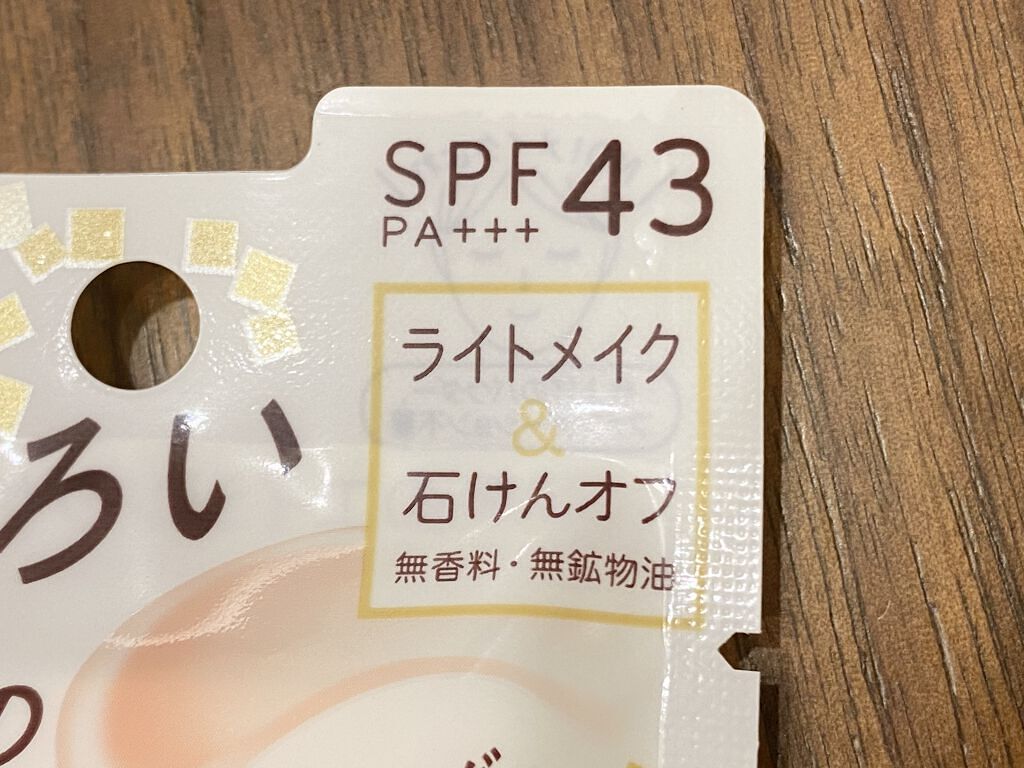 SPF 43
PA+++
ライトメイク
&
石けんオフ
無香料・無鉱物油
ろい
の